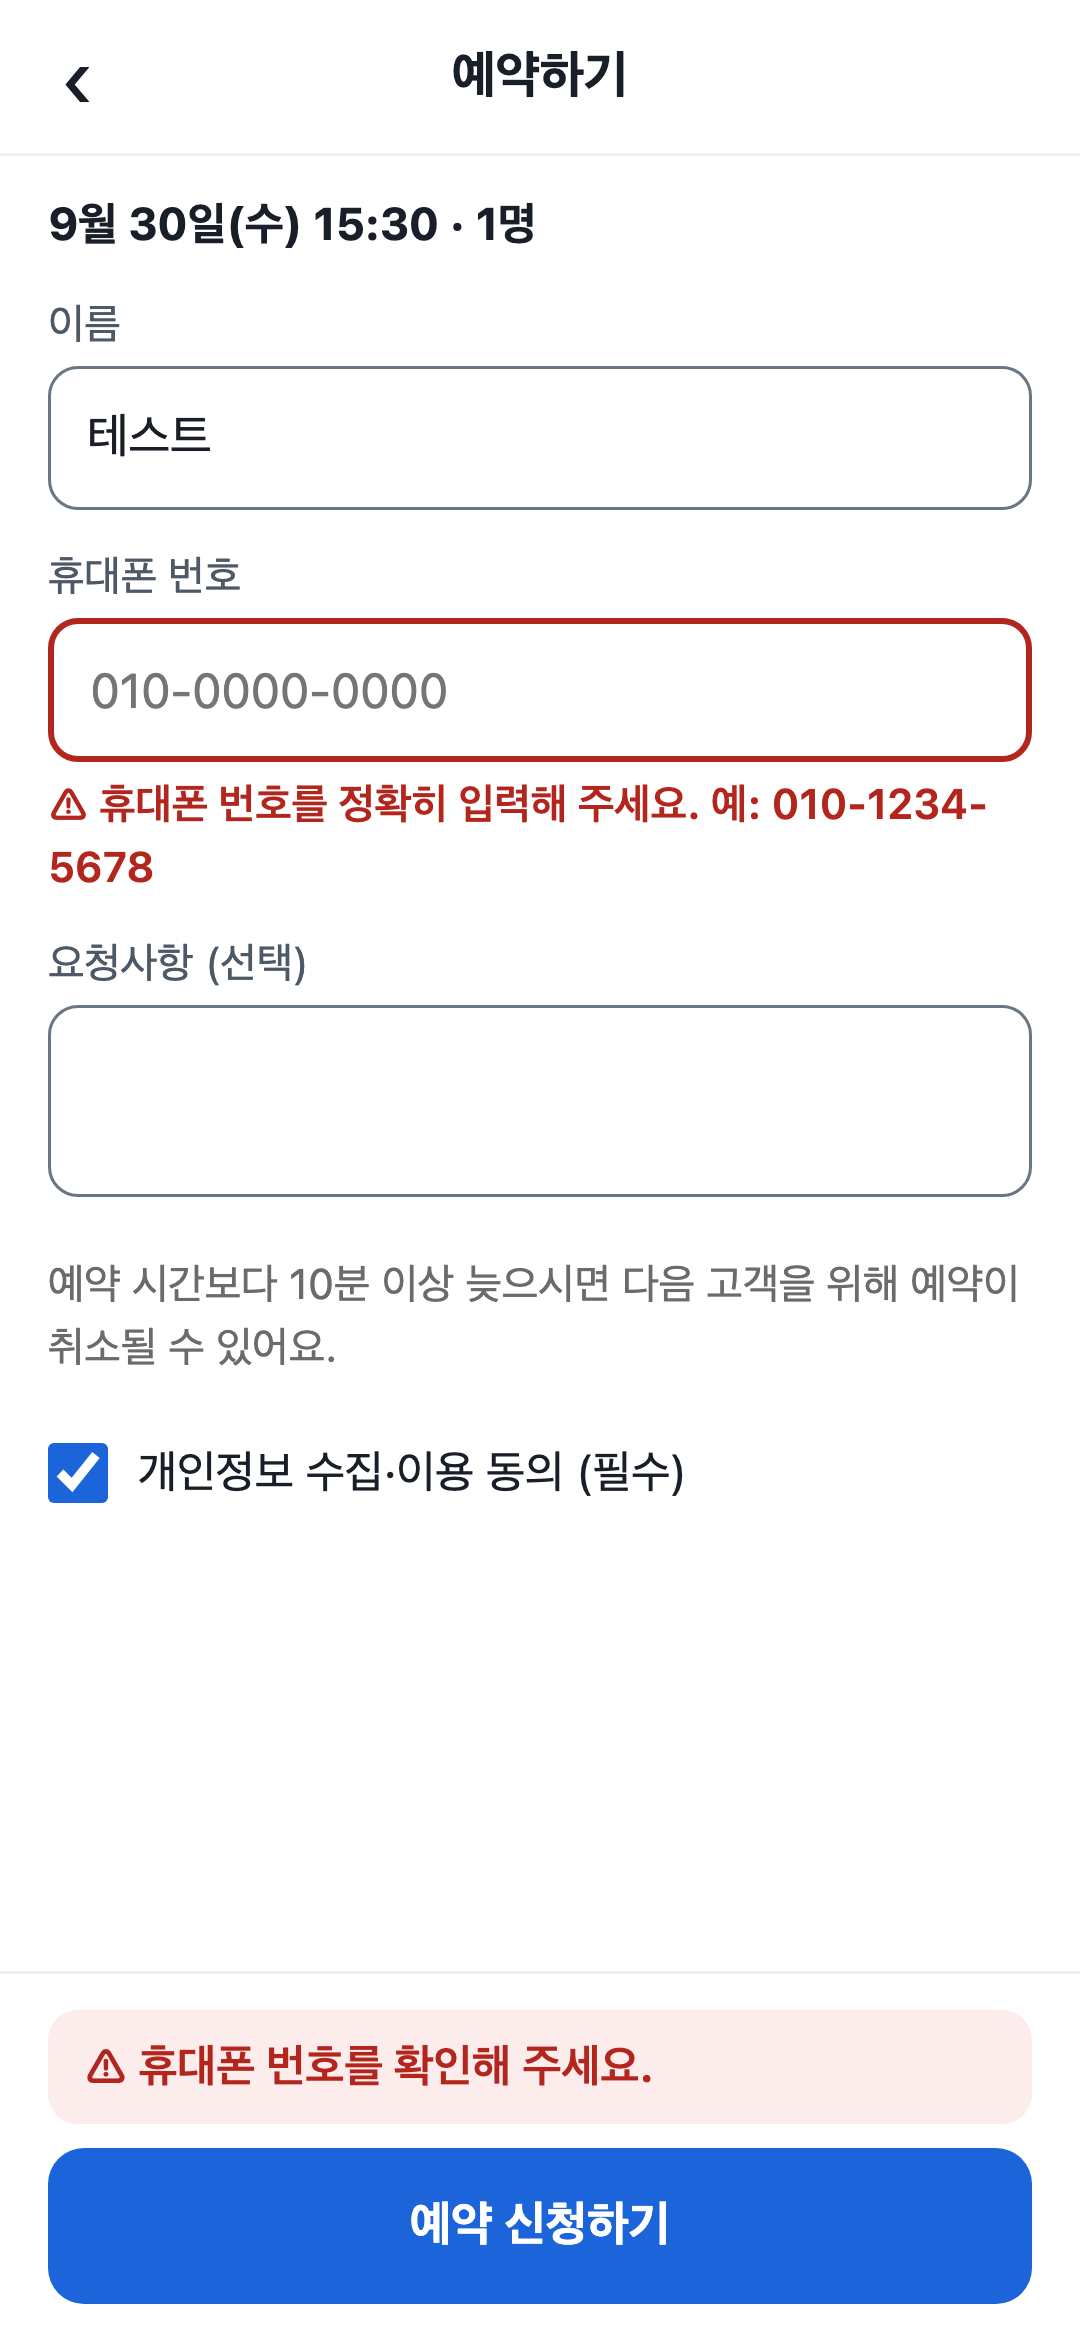 예약하기
9월 30일(수) 15:30 · 1명
이름
테스트
휴대폰 번호
010-0000-0000
⚠ 휴대폰 번호를 정확히 입력해 주세요. 예: 010-1234-
5678
요청사항 (선택)
예약 시간보다 10분 이상 늦으시면 다음 고객을 위해 예약이
취소될 수 있어요.
개인정보 수집·이용 동의 (필수)
⚠ 휴대폰 번호를 확인해 주세요.
예약 신청하기